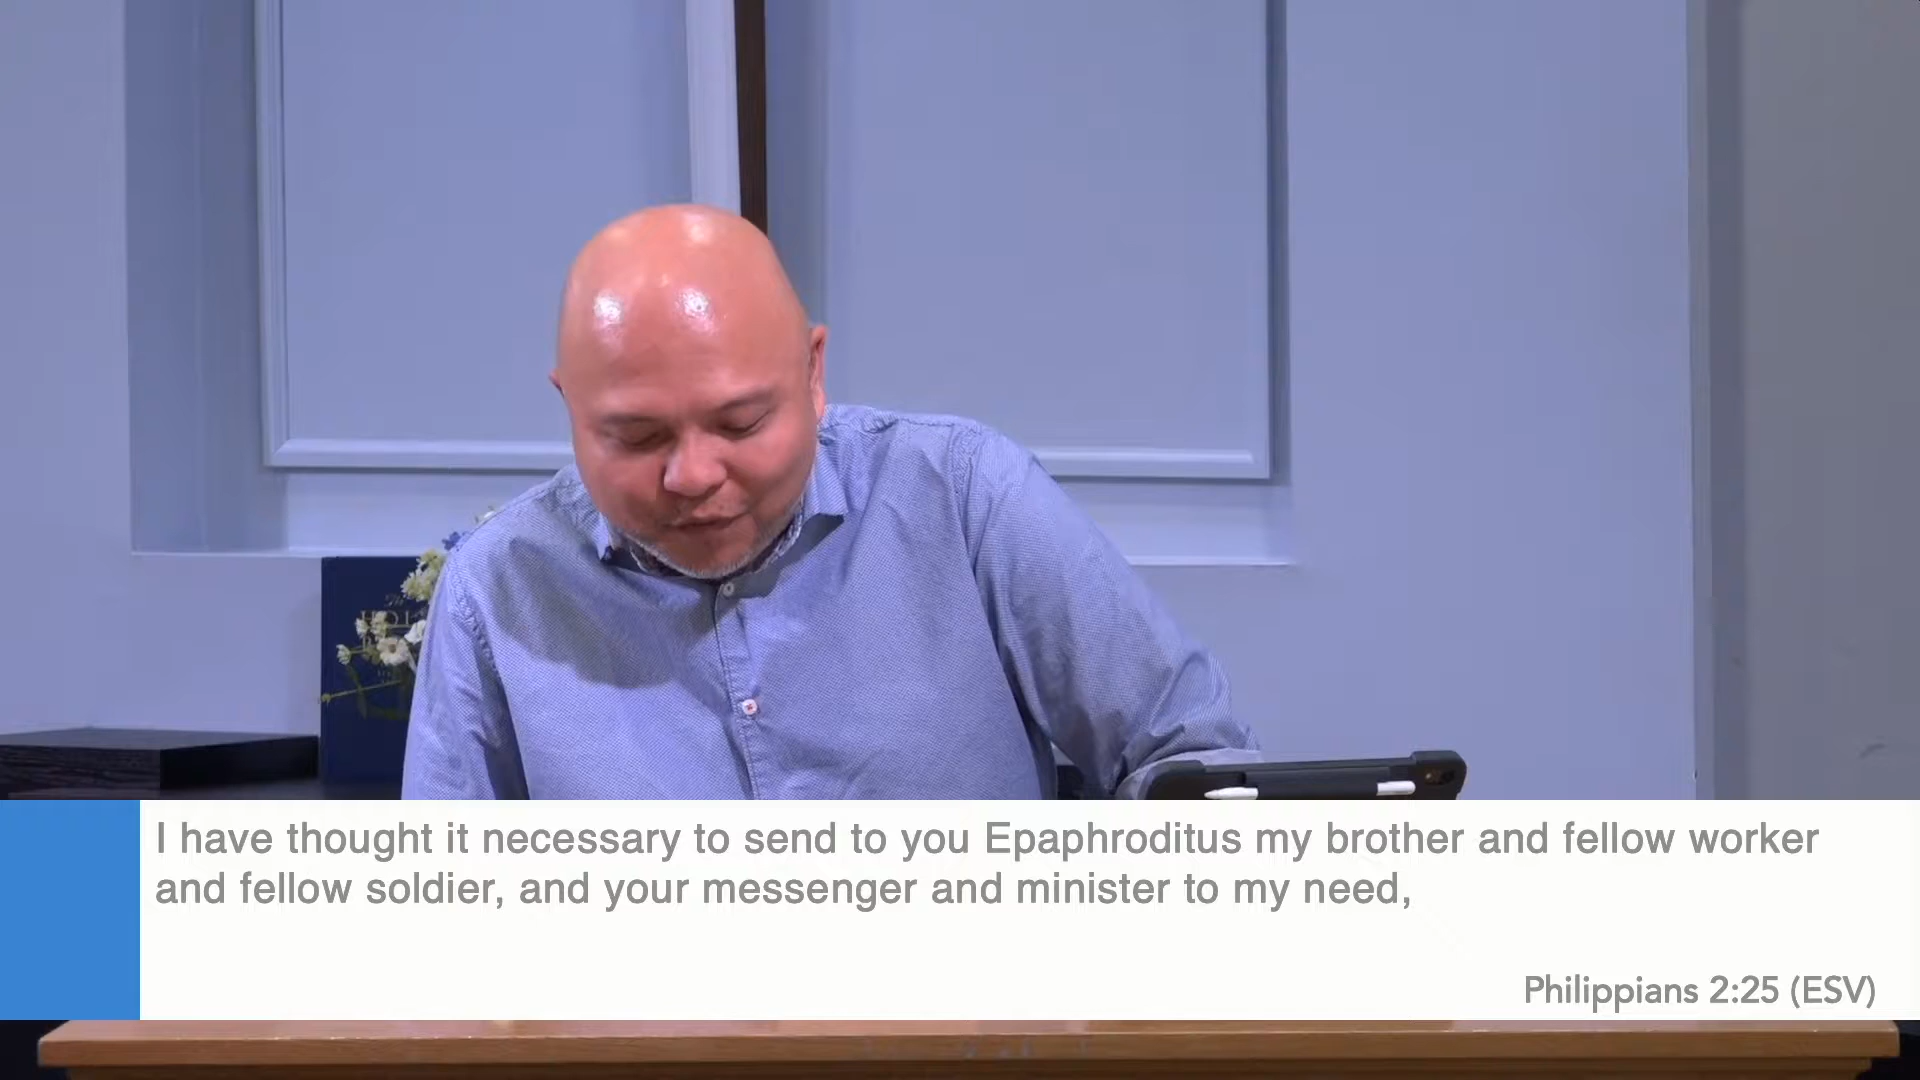 I have thought it necessary to send to you Epaphroditus my brother and fellow worker
and fellow soldier, and your messenger and minister to my need,
Philippians 2:25 (ESV)